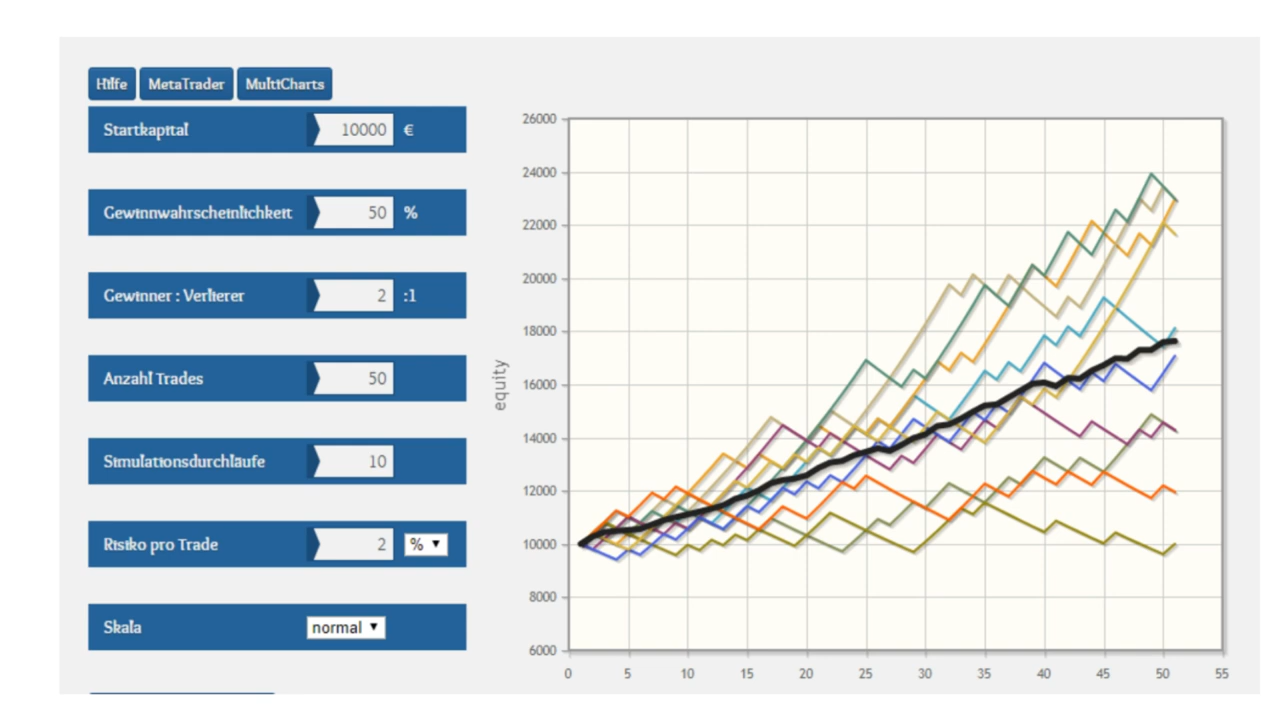 Hilfe MetaTrader MultiCharts
Startkapital 10000 €
Gewinnwahrscheinlichkeit 50 %
Gewinner : Verlierer 2 :1
Anzahl Trades 50
Simulationsdurchläufe 10
Risiko pro Trade 2 %
Skala normal
equity
26000
24000
22000
20000
18000
16000
14000
12000
10000
8000
6000
0 5 10 15 20 25 30 35 40 45 50 55